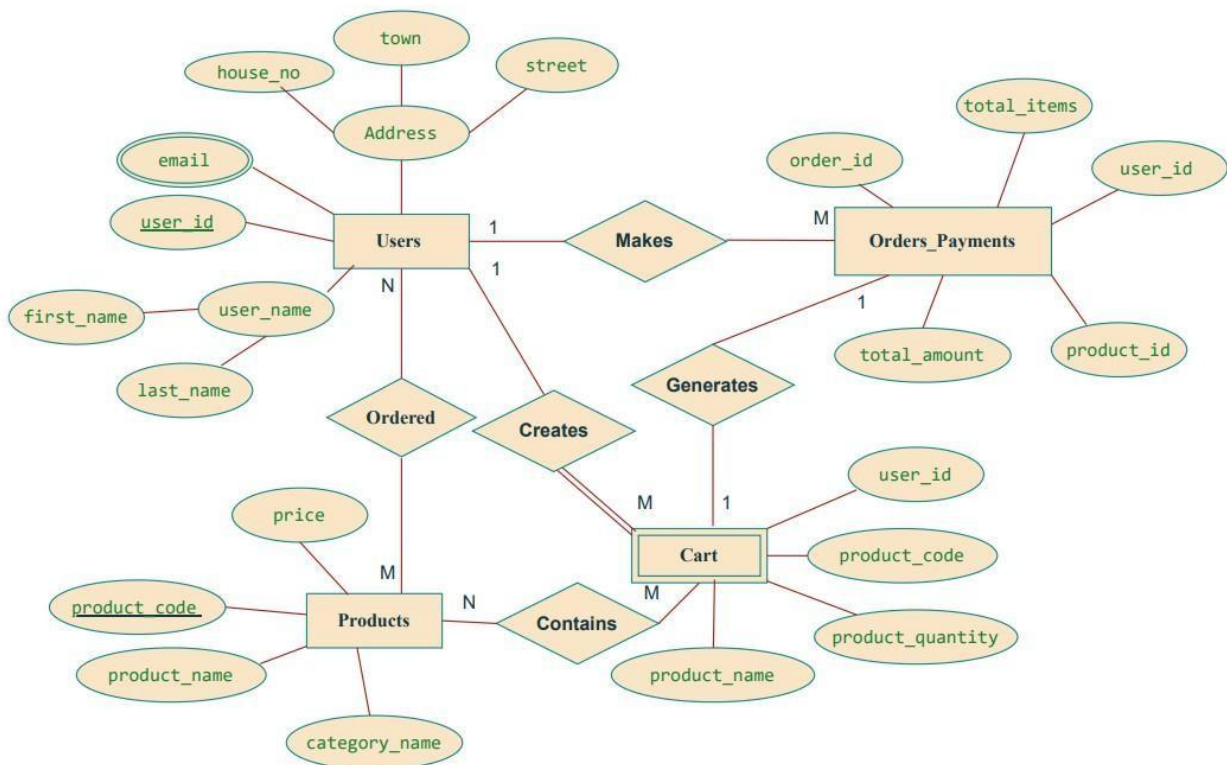 town
house_no
street
Address
total_items
email
order_id
user_id
user_id
Users
1
Makes
M
Orders_Payments
1
N
1
first_name
user_name
total_amount
product_id
last_name
Generates
Ordered
Creates
user_id
price
M
1
Cart
product_code
M
product_code
N
M
Products
Contains
product_quantity
product_name
product_name
category_name